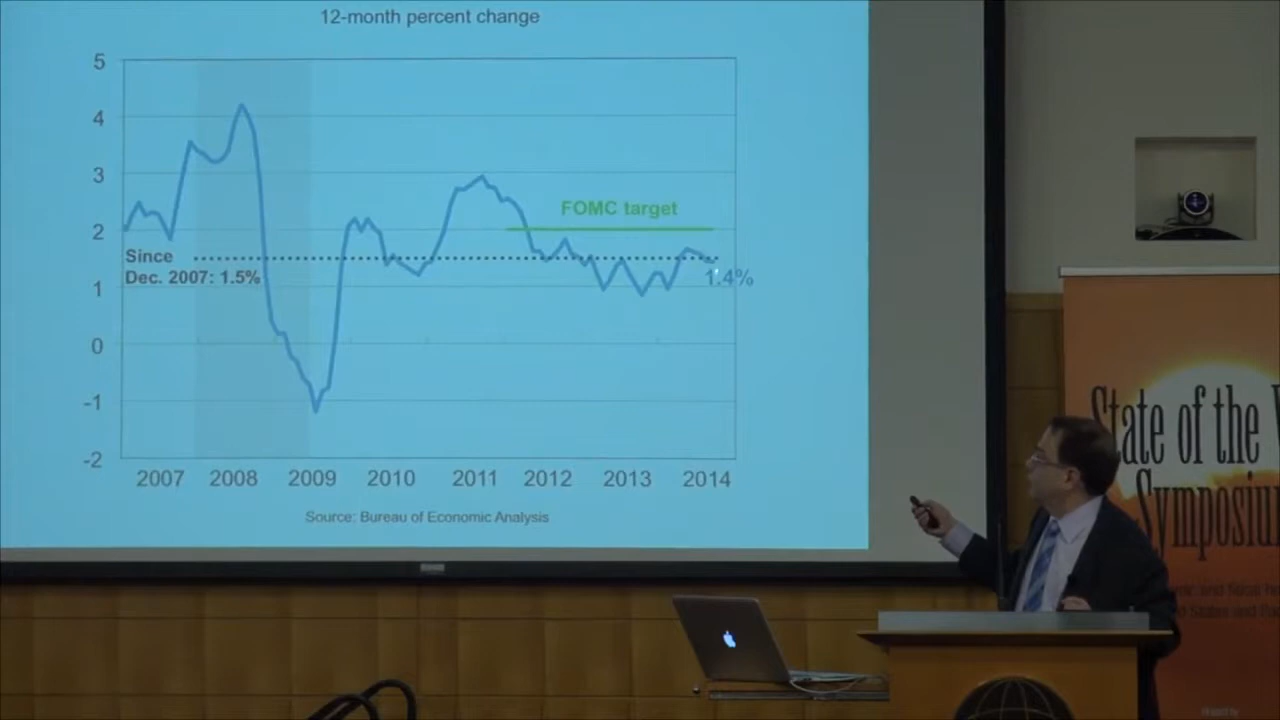 12-month percent change
5
4
3
2
1
0
-1
-2
FOMC target
Since
Dec. 2007: 1.5%
1.4%
2007 2008 2009 2010 2011 2012 2013 2014
Source: Bureau of Economic Analysis
State of the
Symposiu